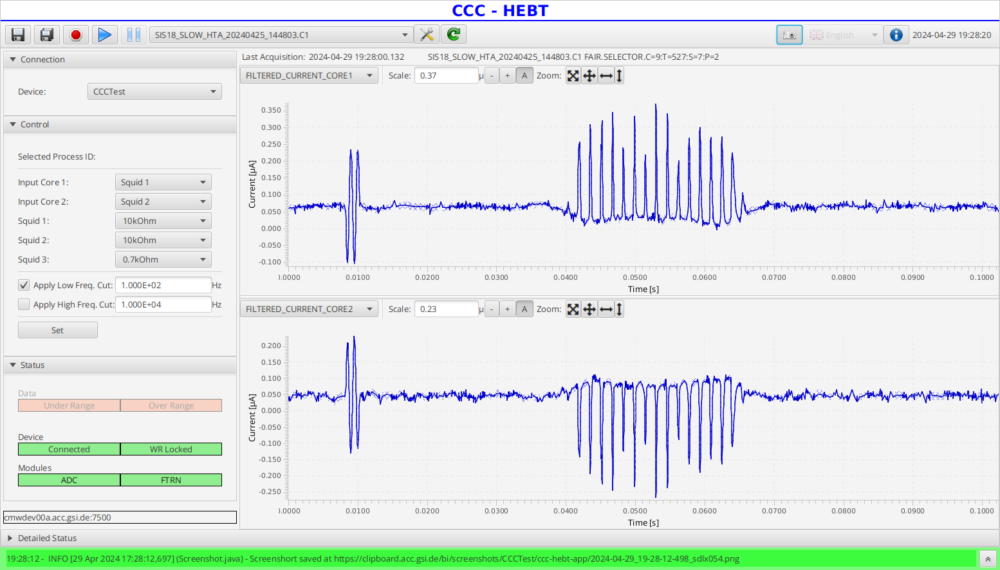 CCC - HEBT
SIS18_SLOW_HTA_20240425_144803.C1
English
2024-04-29 19:28:20
Connection
Device:
CCCTest
Control
Selected Process ID:
Input Core 1:
Squid 1
Input Core 2:
Squid 2
Squid 1:
10kOhm
Squid 2:
10kOhm
Squid 3:
0.7kOhm
Apply Low Freq. Cut:
1.000E+02
Hz
Apply High Freq. Cut:
1.000E+04
Hz
Set
Status
Data
Under Range
Over Range
Device
Connected
WR Locked
Modules
ADC
FTRN
cmwdev00a.acc.gsi.de:7500
Last Acquisition: 2024-04-29 19:28:00.132
SIS18_SLOW_HTA_20240425_144803.C1 FAIR.SELECTOR.C=9:T=527:S=7:P=2
FILTERED_CURRENT_CORE1
Scale:
0.37
µ
-
+
A
Zoom:
Current [µA]
0.350
0.300
0.250
0.200
0.150
0.100
0.050
0.000
-0.050
-0.100
0.0000
0.0100
0.0200
0.0300
0.0400
0.0500
0.0600
0.0700
0.0800
0.0900
0.1000
Time [s]
FILTERED_CURRENT_CORE2
Scale:
0.23
µ
-
+
A
Zoom:
Current [µA]
0.200
0.150
0.100
0.050
0.000
-0.050
-0.100
-0.150
-0.200
-0.250
0.0000
0.0100
0.0200
0.0300
0.0400
0.0500
0.0600
0.0700
0.0800
0.0900
0.1000
Time [s]
Detailed Status
19:28:12 - INFO [29 Apr 2024 17:28:12,697] (Screenshot.java) - Screenshort saved at https://clipboard.acc.gsi.de/bi/screenshots/CCCTest/ccc-hebt-app/2024-04-29_19-28-12-498_sdlx054.png